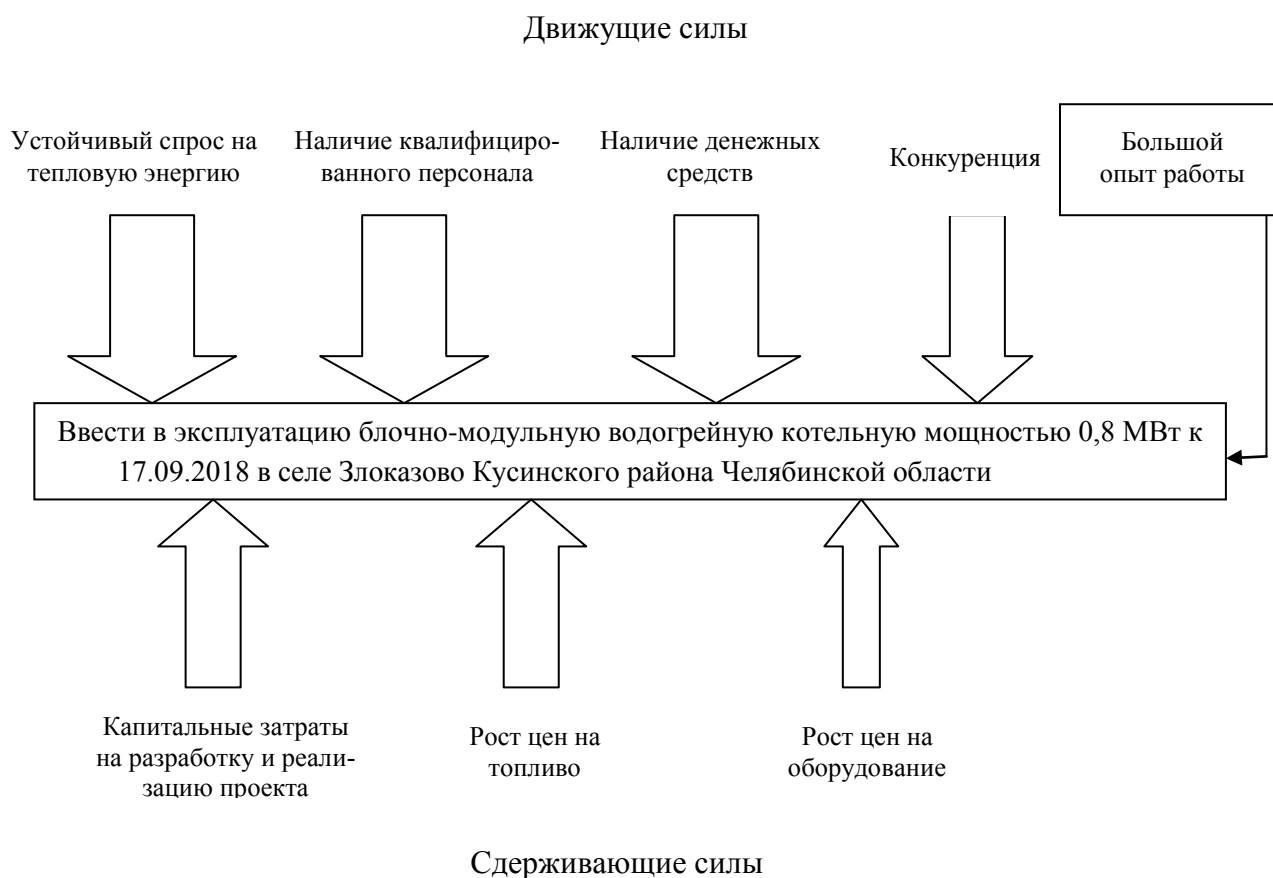 Движущие силы
Устойчивый спрос на
тепловую энергию
Наличие квалифициро-
ванного персонала
Наличие денежных
средств
Конкуренция
Большой
опыт работы
Ввести в эксплуатацию блочно-модульную водогрейную котельную мощностью 0,8 МВт к
17.09.2018 в селе Злоказово Кусинского района Челябинской области
Капитальные затраты
на разработку и реали-
зацию проекта
Рост цен на
топливо
Рост цен на
оборудование
Сдерживающие силы